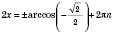 2x = ±arccos(−√2/2) + 2πn